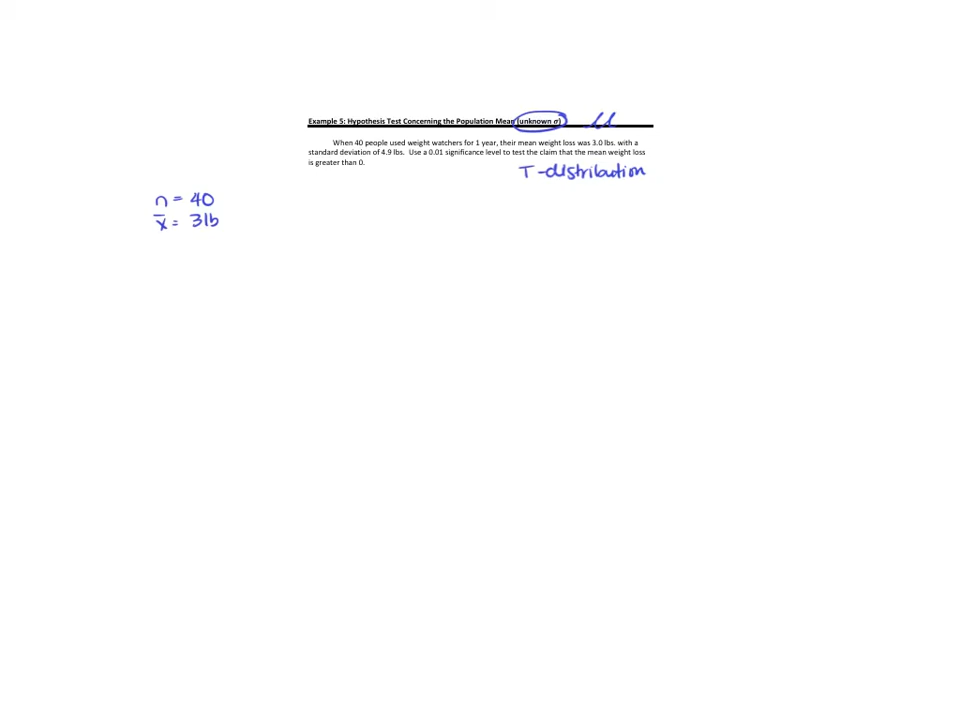 Example 5: Hypothesis Test Concerning the Population Mean (unknown σ) μ
When 40 people used weight watchers for 1 year, their mean weight loss was 3.0 lbs. with a
standard deviation of 4.9 lbs. Use a 0.01 significance level to test the claim that the mean weight loss
is greater than 0.
T-distribution
n = 40
x̄ = 3lb